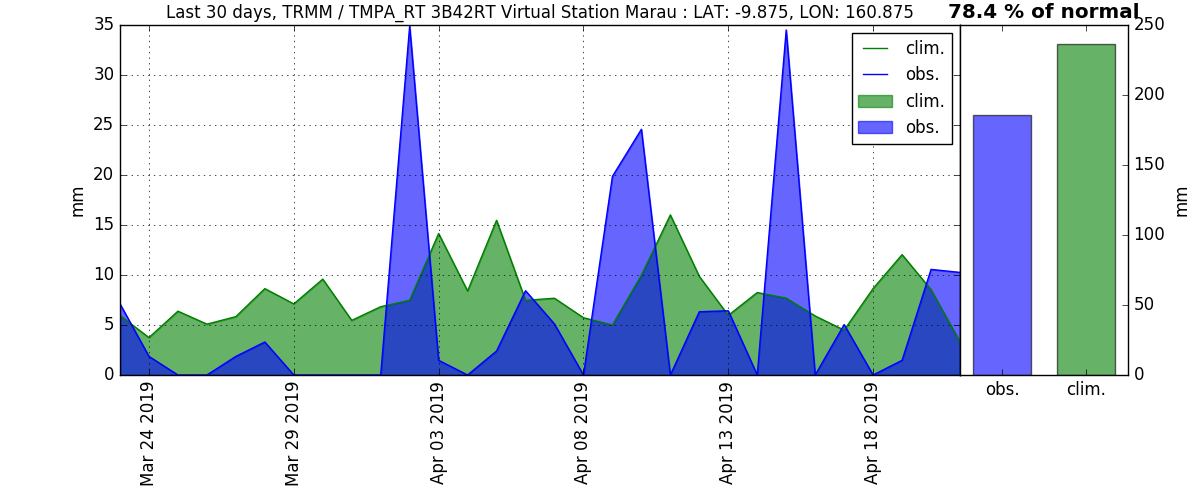 Last 30 days, TRMM / TMPA_RT 3B42RT Virtual Station Marau : LAT: -9.875, LON: 160.875
78.4 % of normal
35
30
25
20
15
10
5
0
mm
clim.
obs.
clim.
obs.
Mar 24 2019
Mar 29 2019
Apr 03 2019
Apr 08 2019
Apr 13 2019
Apr 18 2019
250
200
150
100
50
0
mm
obs.
clim.